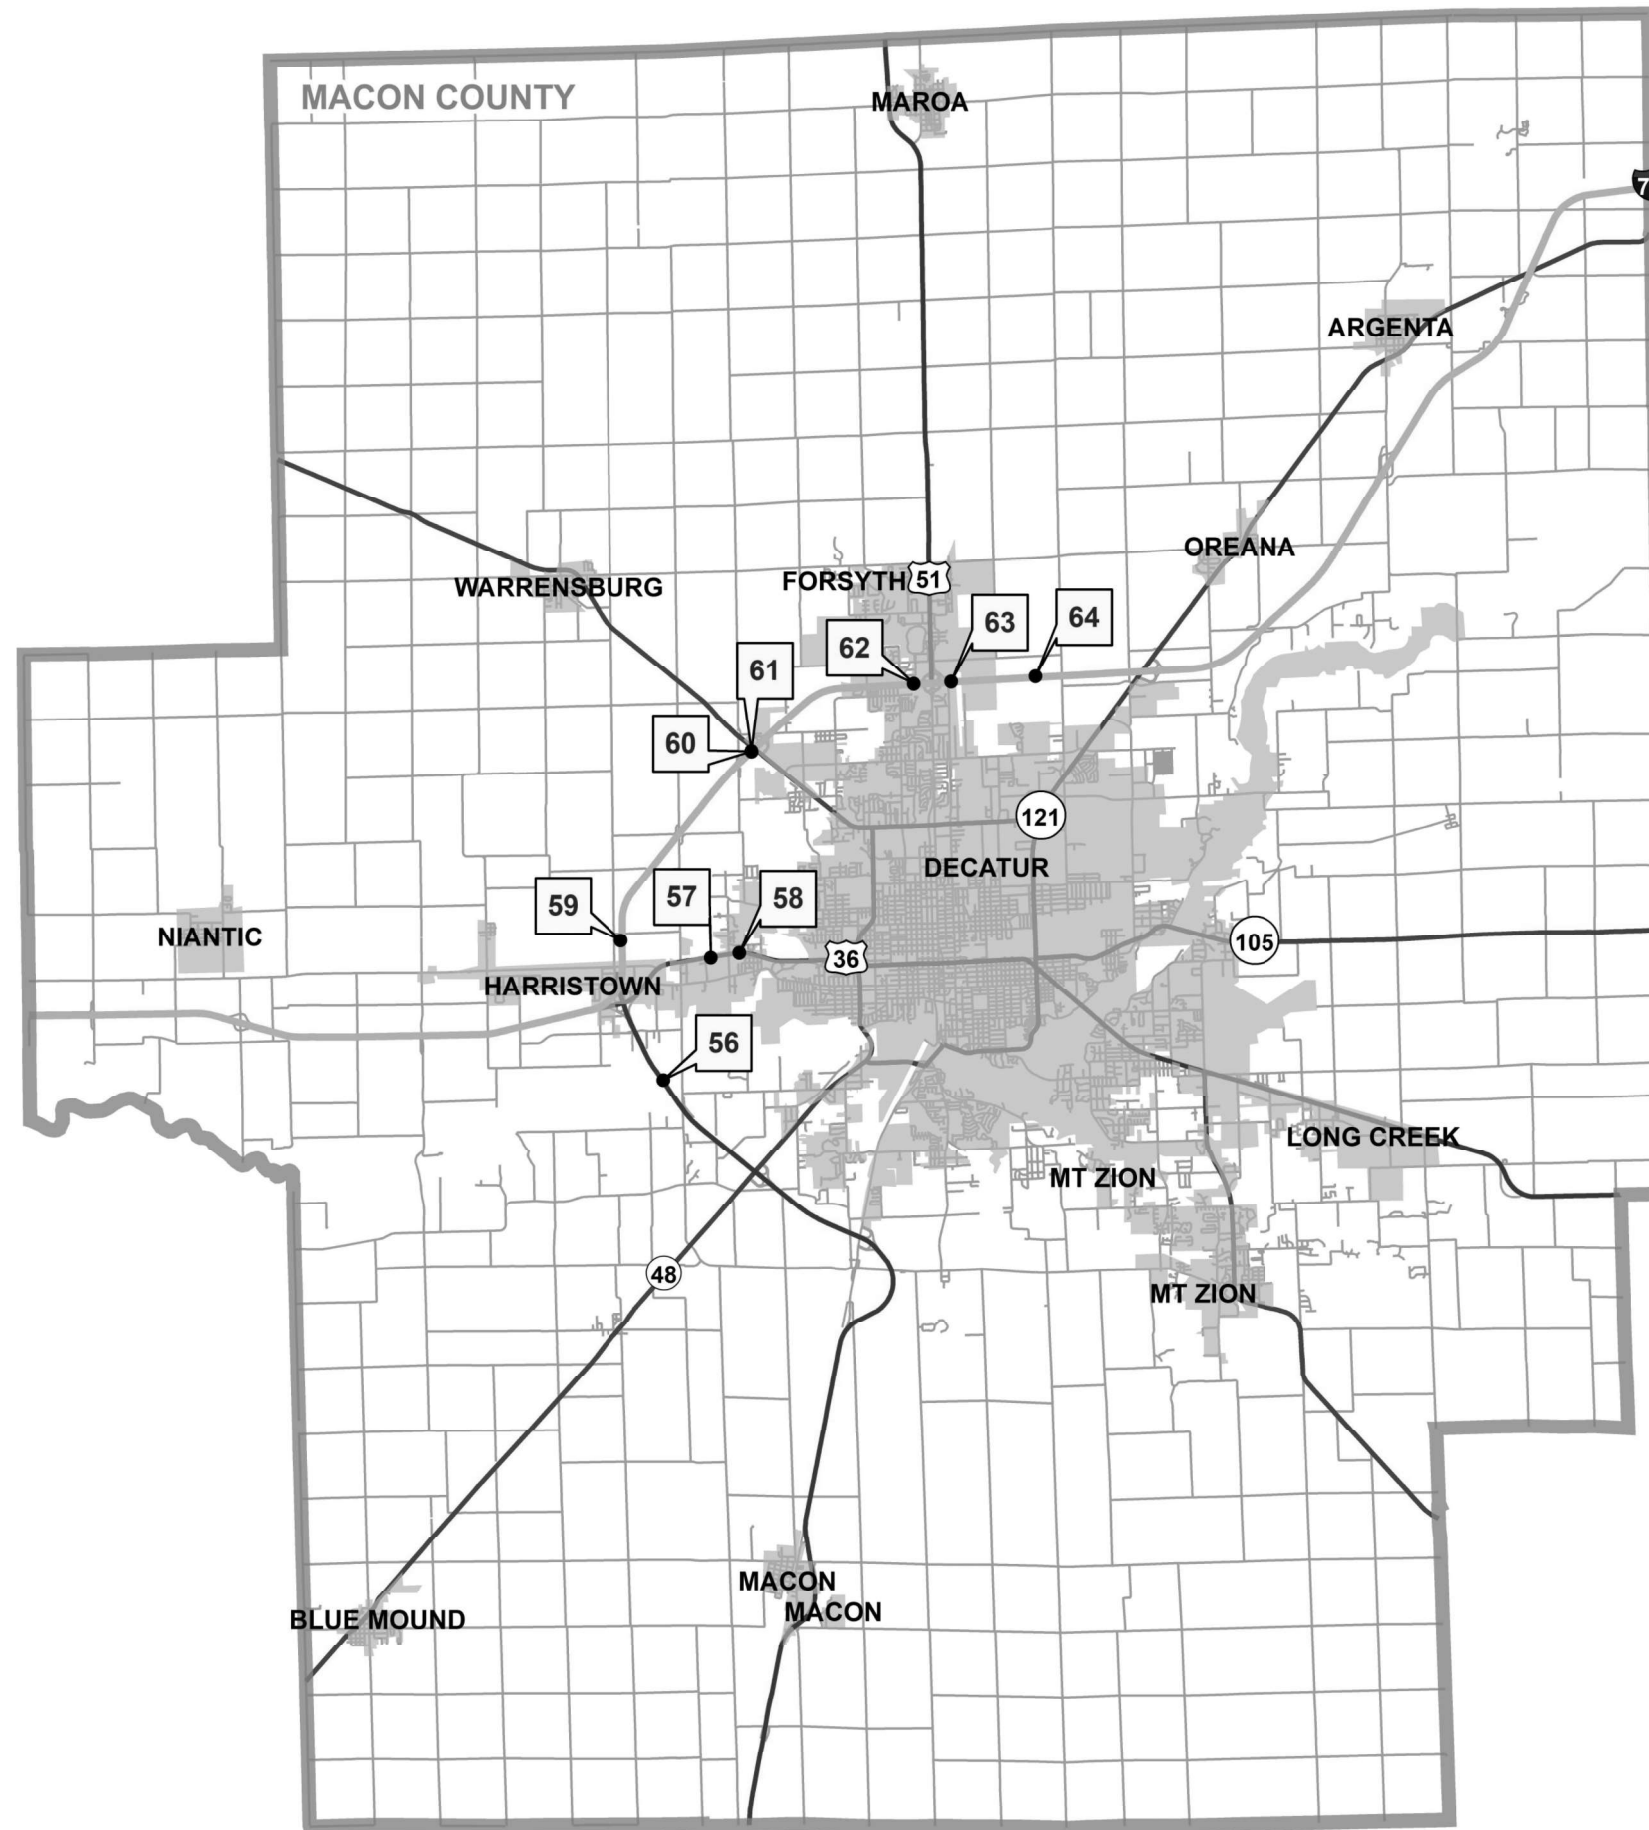 MACON COUNTY
MAROA
7
ARGENTA
OREANA
WARRENSBURG
FORSYTH
51
63
64
62
61
60
121
DECATUR
59
57
58
NIANTIC
36
105
HARRISTOWN
56
LONG CREEK
MT ZION
48
MT ZION
MACON
MACON
BLUE MOUND